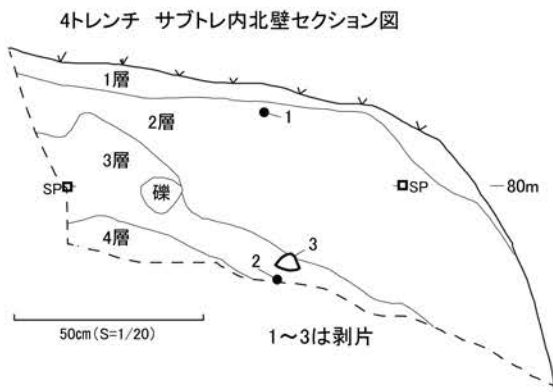 4トレンチ サブトレ内北壁セクション図
1層
2層
1
3層
SP
礫
SP
80m
4層
3
2
50cm(S=1/20)
1～3は剥片